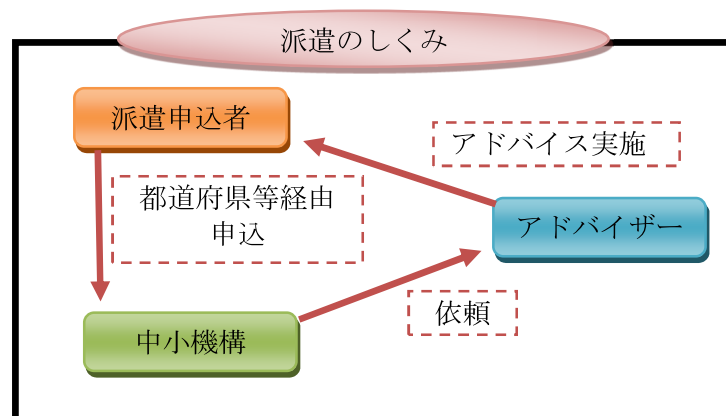 派遣のしくみ
派遣申込者
アドバイス実施
都道府県等経由
申込
アドバイザー
依頼
中小機構